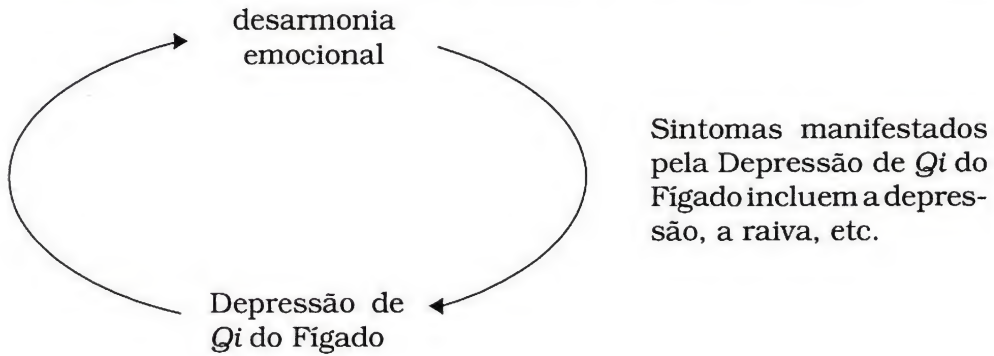 desarmonia
emocional
Sintomas manifestados
pela Depressão de Qi do
Fígado incluem a depres-
são, a raiva, etc.
Depressão de
Qi do Fígado